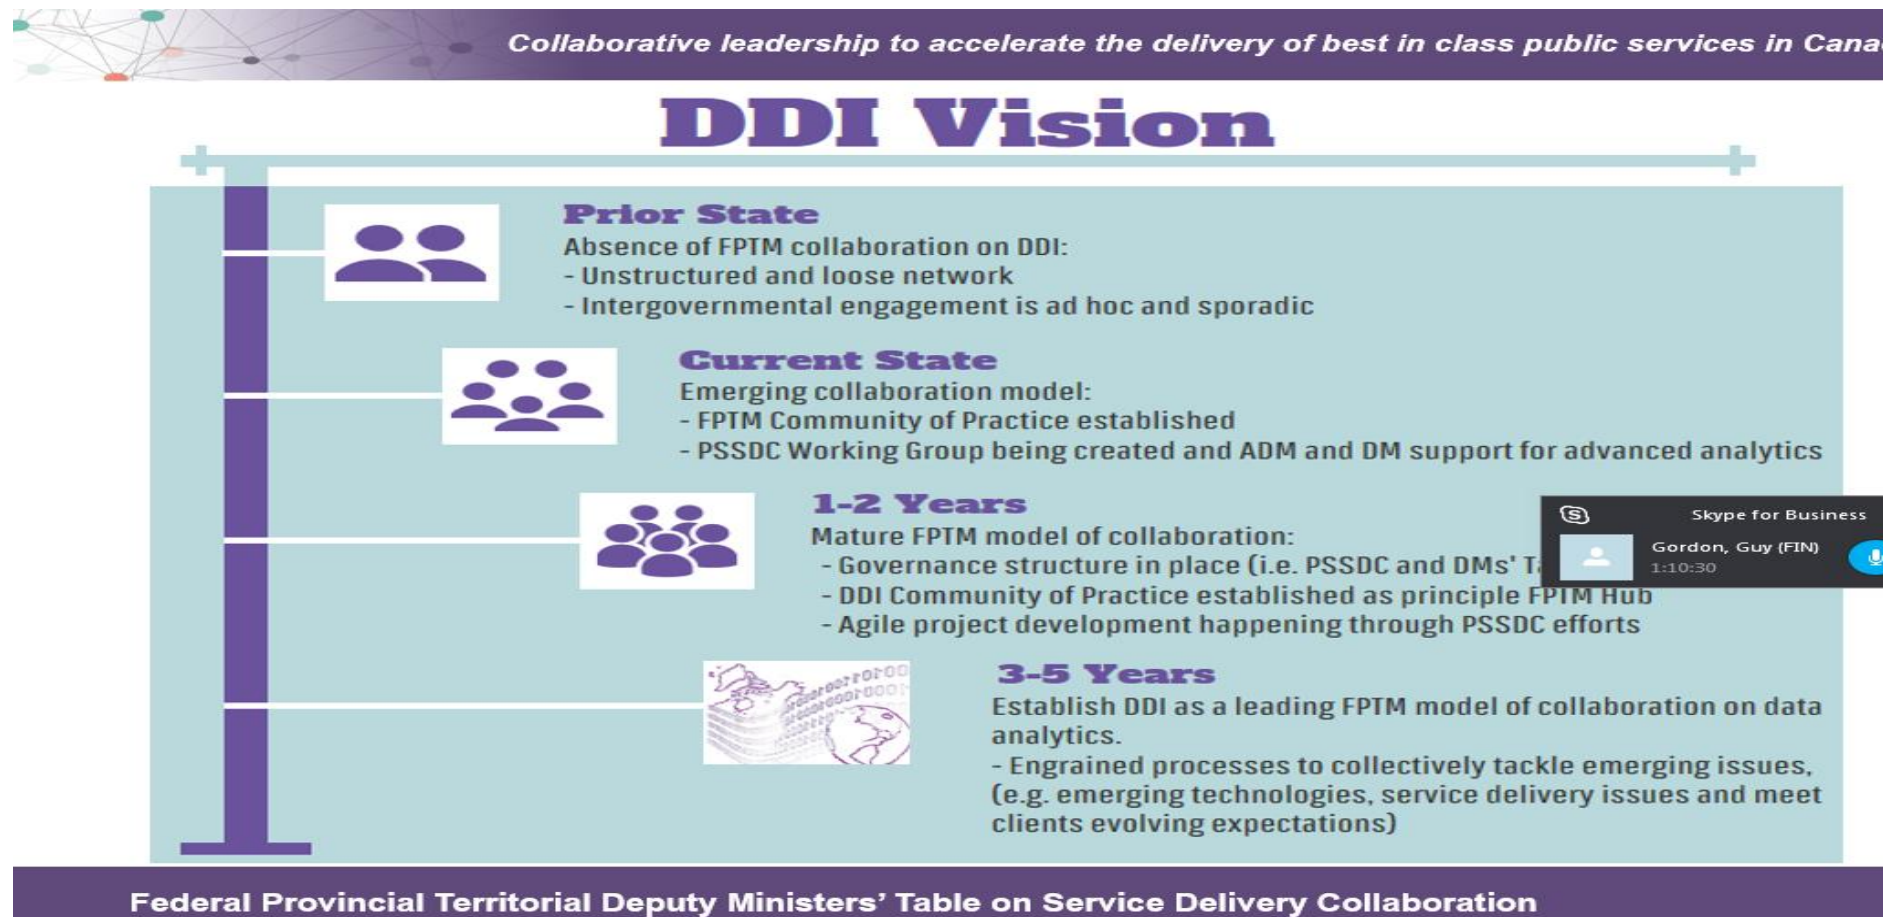 Collaborative leadership to accelerate the delivery of best in class public services in
DDI Vision
Prior State
Absence of FPTM collaboration on DDI:
- Unstructured and loose network
- Intergovernmental engagement is ad hoc and sporadic
Current State
Emerging collaboration model:
- FPTM Community of Practice established
- PSSDC Working Group being created and ADM and DM support for advanced analytics
1-2 Years
Mature FPTM model of collaboration:
- Governance structure in place (i.e. PSSDC and DMs'
- DDI Community of Practice established as principle FPTM Hub
- Agile project development happening through PSSDC efforts
Skype for Business
Gordon, Guy (FIN)
1:10:30
3-5 Years
Establish DDI as a leading FPTM model of collaboration on data
analytics.
- Engrained processes to collectively tackle emerging issues,
(e.g. emerging technologies, service delivery issues and meet
clients evolving expectations)
Federal Provincial Territorial Deputy Ministers’ Table on Service Delivery Collaboration